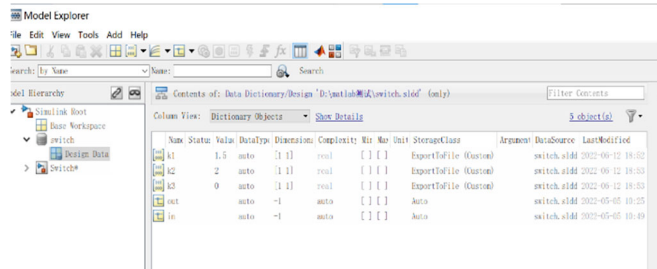 Model Explorer
File Edit View Tools Add Help
Search: by Name Name: Search
Model Hierarchy
Contents of: Data Dictionary/Design 'D:\matlab测试\switch.sldd' (only)
Filter Contents
Simulink Root
Base Workspace
switch
Design Data
Switch*
Column View: Dictionary Objects Show Details 5 object(s)
Name Status Value DataType Dimensions Complexity Min Max Unit StorageClass Argument DataSource LastModified
k1 1.5 auto [1 1] real [ ] [ ] ExportToFile (Custom) switch.sldd 2022-06-12 18:52
k2 2 auto [1 1] real [ ] [ ] ExportToFile (Custom) switch.sldd 2022-06-12 18:53
k3 0 auto [1 1] real [ ] [ ] ExportToFile (Custom) switch.sldd 2022-06-12 18:53
out auto -1 auto [ ] [ ] Auto switch.sldd 2022-05-05 10:25
in auto -1 auto [ ] [ ] Auto switch.sldd 2022-05-05 10:49